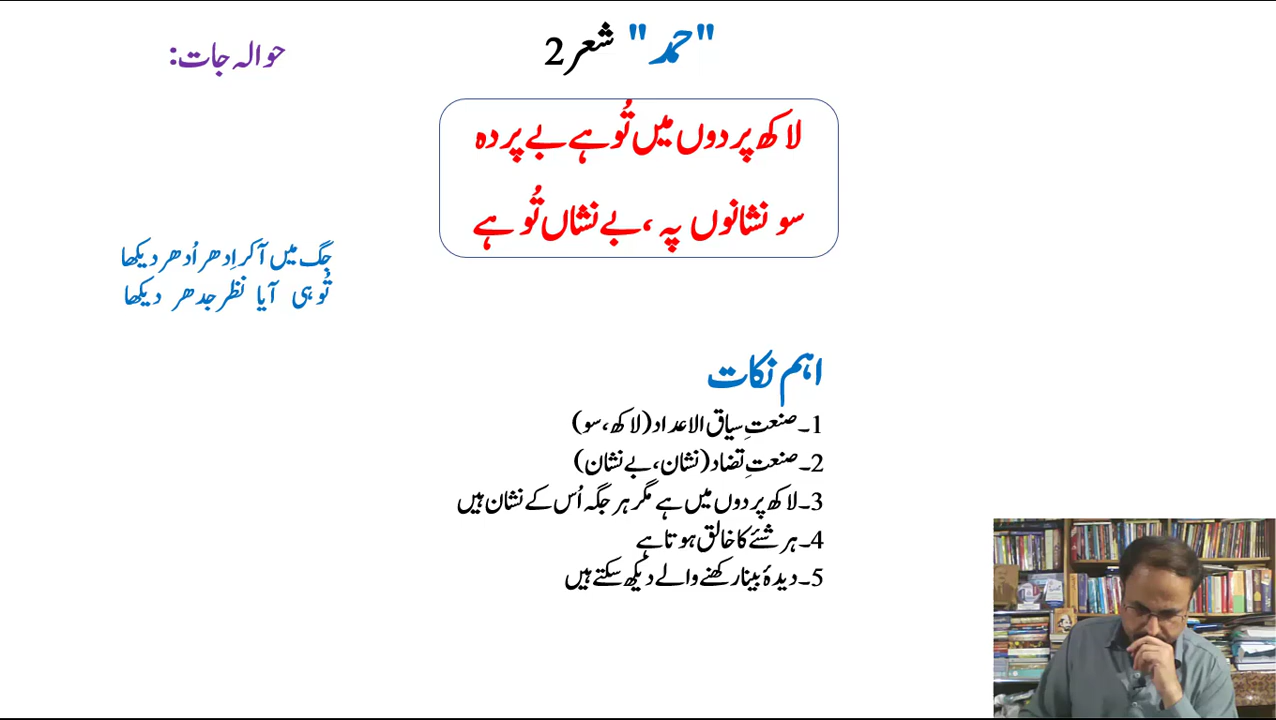 "حمد" شعر2
حوالہ جات:
لاکھ پردوں میں تُو ہے بے پردہ
سو نشانوں پہ، بے نشاں تُو ہے
جگ میں آکر اِدھر اُدھر دیکھا
تُو ہی آیا نظر جدھر دیکھا
اہم نکات
1۔صنعتِ سیاق الاعداد(لاکھ، سو)
2۔صنعتِ تضاد(نشان، بے نشان)
3۔لاکھ پردوں میں ہے مگر ہر جگہ اُس کے نشان ہیں
4۔ہر شئے کا خالق ہوتا ہے
5۔دیدۂ بینا رکھنے والے دیکھ سکتے ہیں